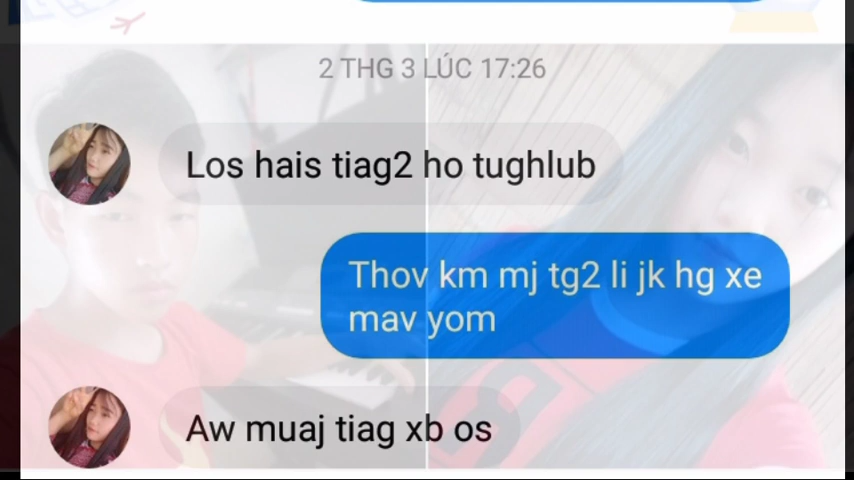 2 THG 3 LÚC 17:26
Los hais tiag2 ho tughlub
Thov km mj tg2 li jk hg xe
mav yom
Aw muaj tiag xb os